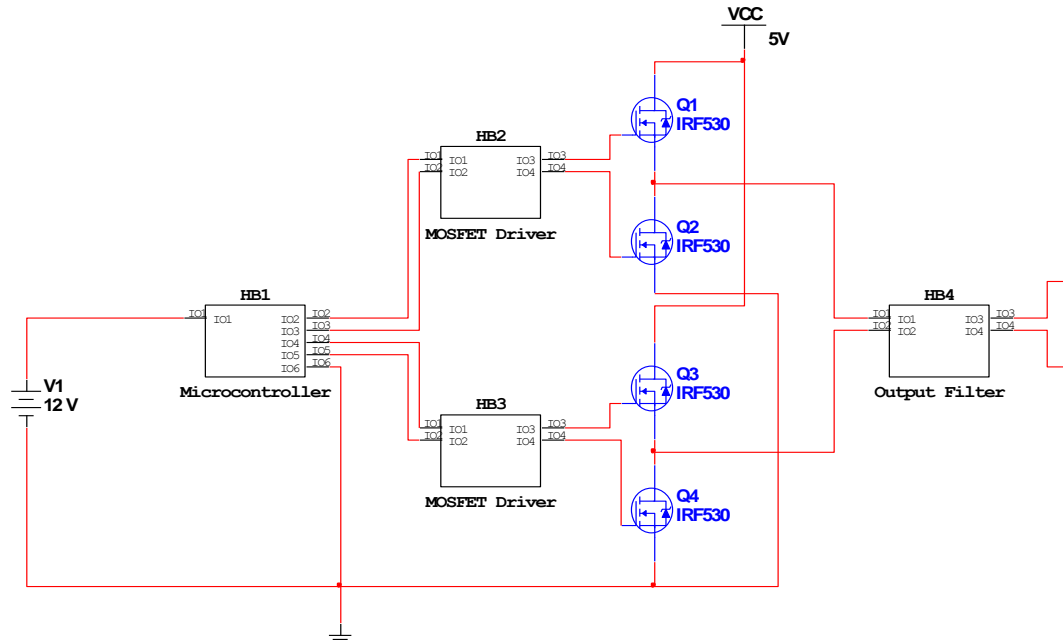 VCC
5V
Q1
IRF530
HB2
IO1
IO2
IO1
IO2
IO3
IO4
IO3
IO4
MOSFET Driver
Q2
IRF530
HB1
IO1
IO1
IO2
IO3
IO4
IO5
IO6
IO2
IO3
IO4
IO5
IO6
Microcontroller
HB4
IO1
IO2
IO1
IO2
IO3
IO4
IO3
IO4
Output Filter
V1
12 V
Q3
IRF530
HB3
IO1
IO2
IO1
IO2
IO3
IO4
IO3
IO4
MOSFET Driver
Q4
IRF530